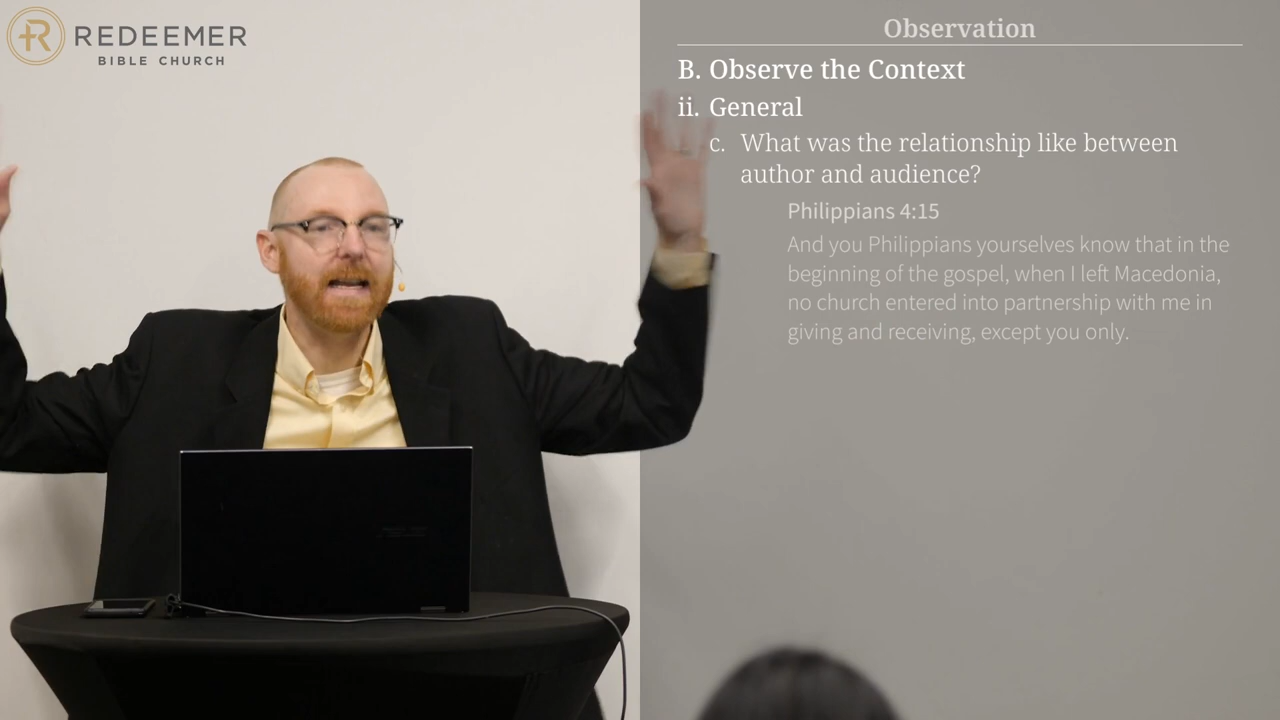 REDEEMER
BIBLE CHURCH
Observation
B. Observe the Context
ii. General
c. What was the relationship like between
author and audience?
Philippians 4:15
And you Philippians yourselves know that in the
beginning of the gospel, when I left Macedonia,
no church entered into partnership with me in
giving and receiving, except you only.